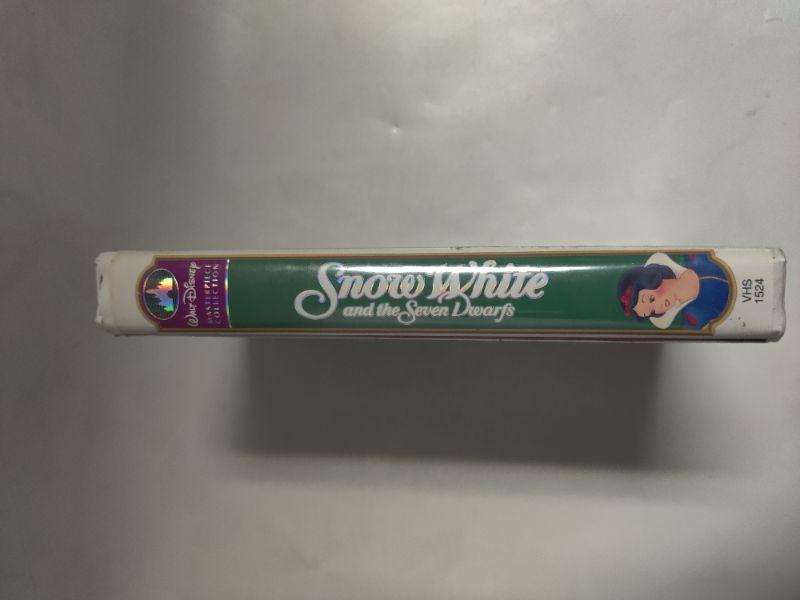 WALT DISNEY
MASTERPIECE
COLLECTION
Snow White
and the Seven Dwarfs
VHS
1524